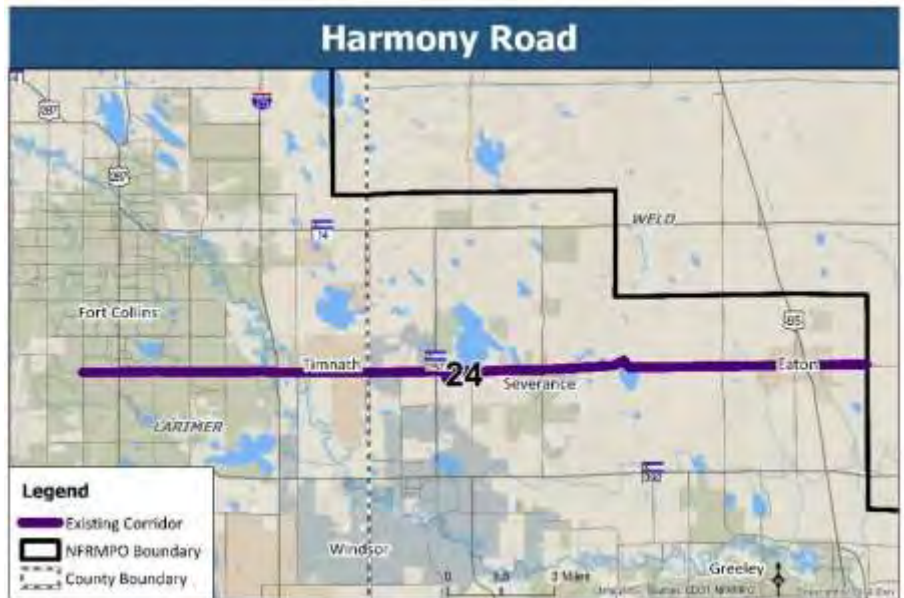 Harmony Road
287
287
14
WELD
85
Fort Collins
Timnath
24
Eaton
Severance
LARIMER
392
Legend
Existing Corridor
NFRMPO Boundary
County Boundary
Windsor
0
3 Miles
Greeley